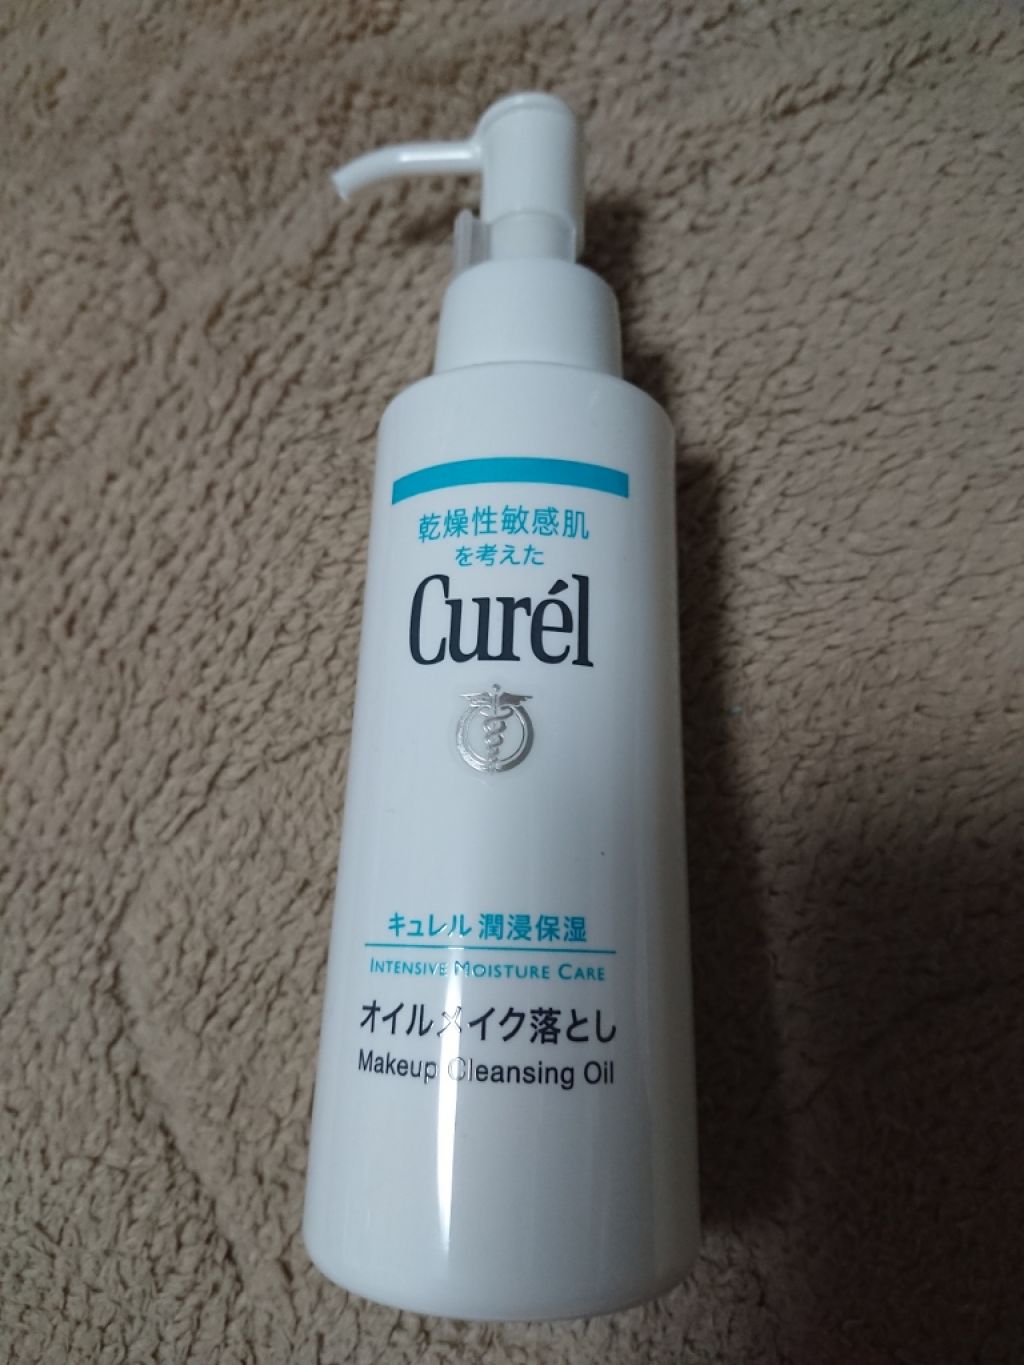 乾燥性敏感肌
を考えた
Curél
キュレル 潤浸保湿
INTENSIVE MOISTURE CARE
オイルメイク落とし
Makeup Cleansing Oil